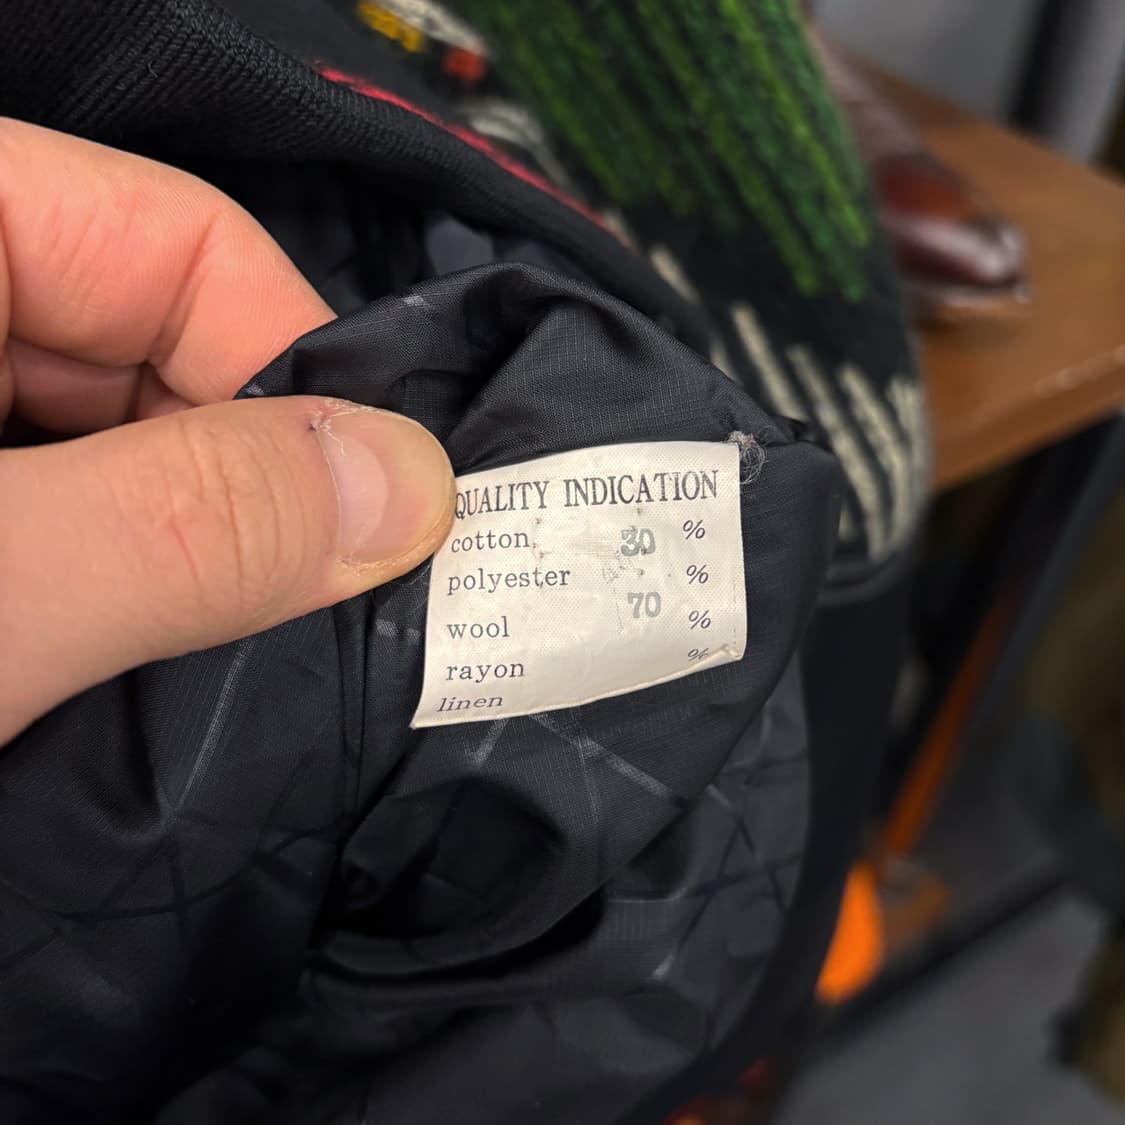 QUALITY INDICATION
cotton 30 %
polyester %
70
wool %
rayon %
linen